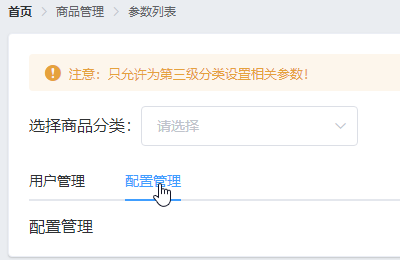 首页 > 商品管理 > 参数列表
注意：只允许为第三级分类设置相关参数！
选择商品分类： 请选择
用户管理 配置管理
配置管理